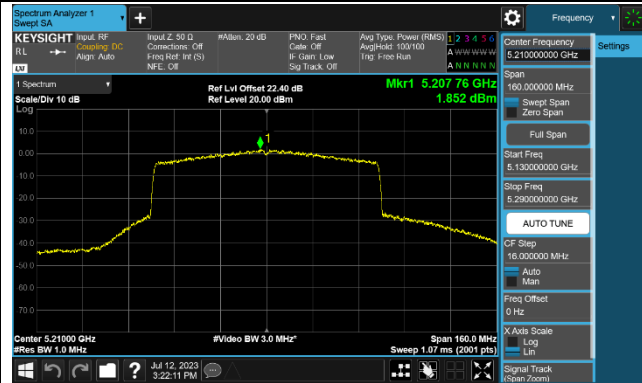 Spectrum Analyzer 1
Swept SA
+
Frequency
KEYSIGHT
RL
LXI
Input: RF
Coupling: DC
Align: Auto
Input Z: 50 Ω
Corrections: Off
Freq Ref: Int (S)
NFE: Off
#Atten: 20 dB
PNO: Fast
Gate: Off
IF Gain: Low
Sig Track: Off
Avg Type: Power (RMS)
Avg|Hold: 100/100
Trig: Free Run
1 2 3 4 5 6
A W W W W W
A N N N N N
1 Spectrum
Scale/Div 10 dB
Log
Ref Lvl Offset 22.40 dB
Ref Level 20.00 dBm
Mkr1 5.207 76 GHz
1.852 dBm
10.0
0.00
-10.0
-20.0
-30.0
-40.0
-50.0
-60.0
-70.0
1
Center 5.21000 GHz
#Res BW 1.0 MHz
#Video BW 3.0 MHz*
Span 160.0 MHz
Sweep 1.07 ms (2001 pts)
Center Frequency
5.210000000 GHz
Span
160.000000 MHz
Swept Span
Zero Span
Full Span
Start Freq
5.130000000 GHz
Stop Freq
5.290000000 GHz
AUTO TUNE
CF Step
16.000000 MHz
Auto
Man
Freq Offset
0 Hz
X Axis Scale
Log
Lin
Signal Track
(Span Zoom)
Settings
?
Jul 12, 2023
3:22:11 PM